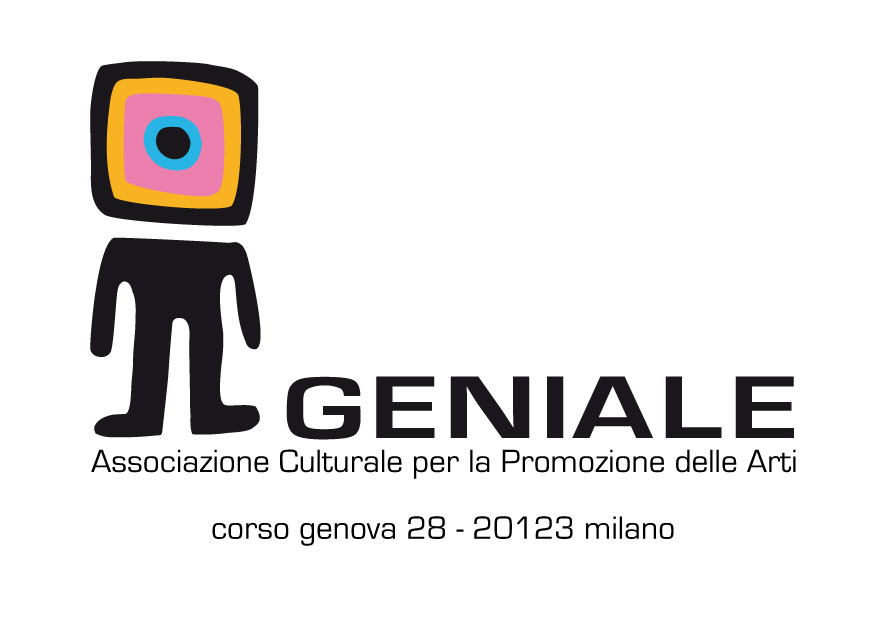 GENIALE
Associazione Culturale per la Promozione delle Arti
corso genova 28 - 20123 milano